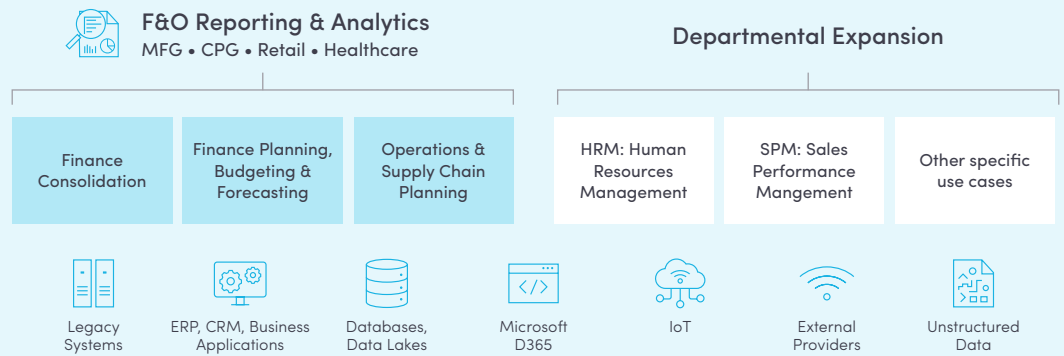 F&O Reporting & Analytics
MFG • CPG • Retail • Healthcare
Departmental Expansion
Finance
Consolidation
Finance Planning,
Budgeting &
Forecasting
Operations &
Supply Chain
Planning
HRM: Human
Resources
Management
SPM: Sales
Performance
Mangement
Other specific
use cases
Legacy
Systems
ERP, CRM, Business
Applications
Databases,
Data Lakes
</>
Microsoft
D365
IoT
External
Providers
Unstructured
Data